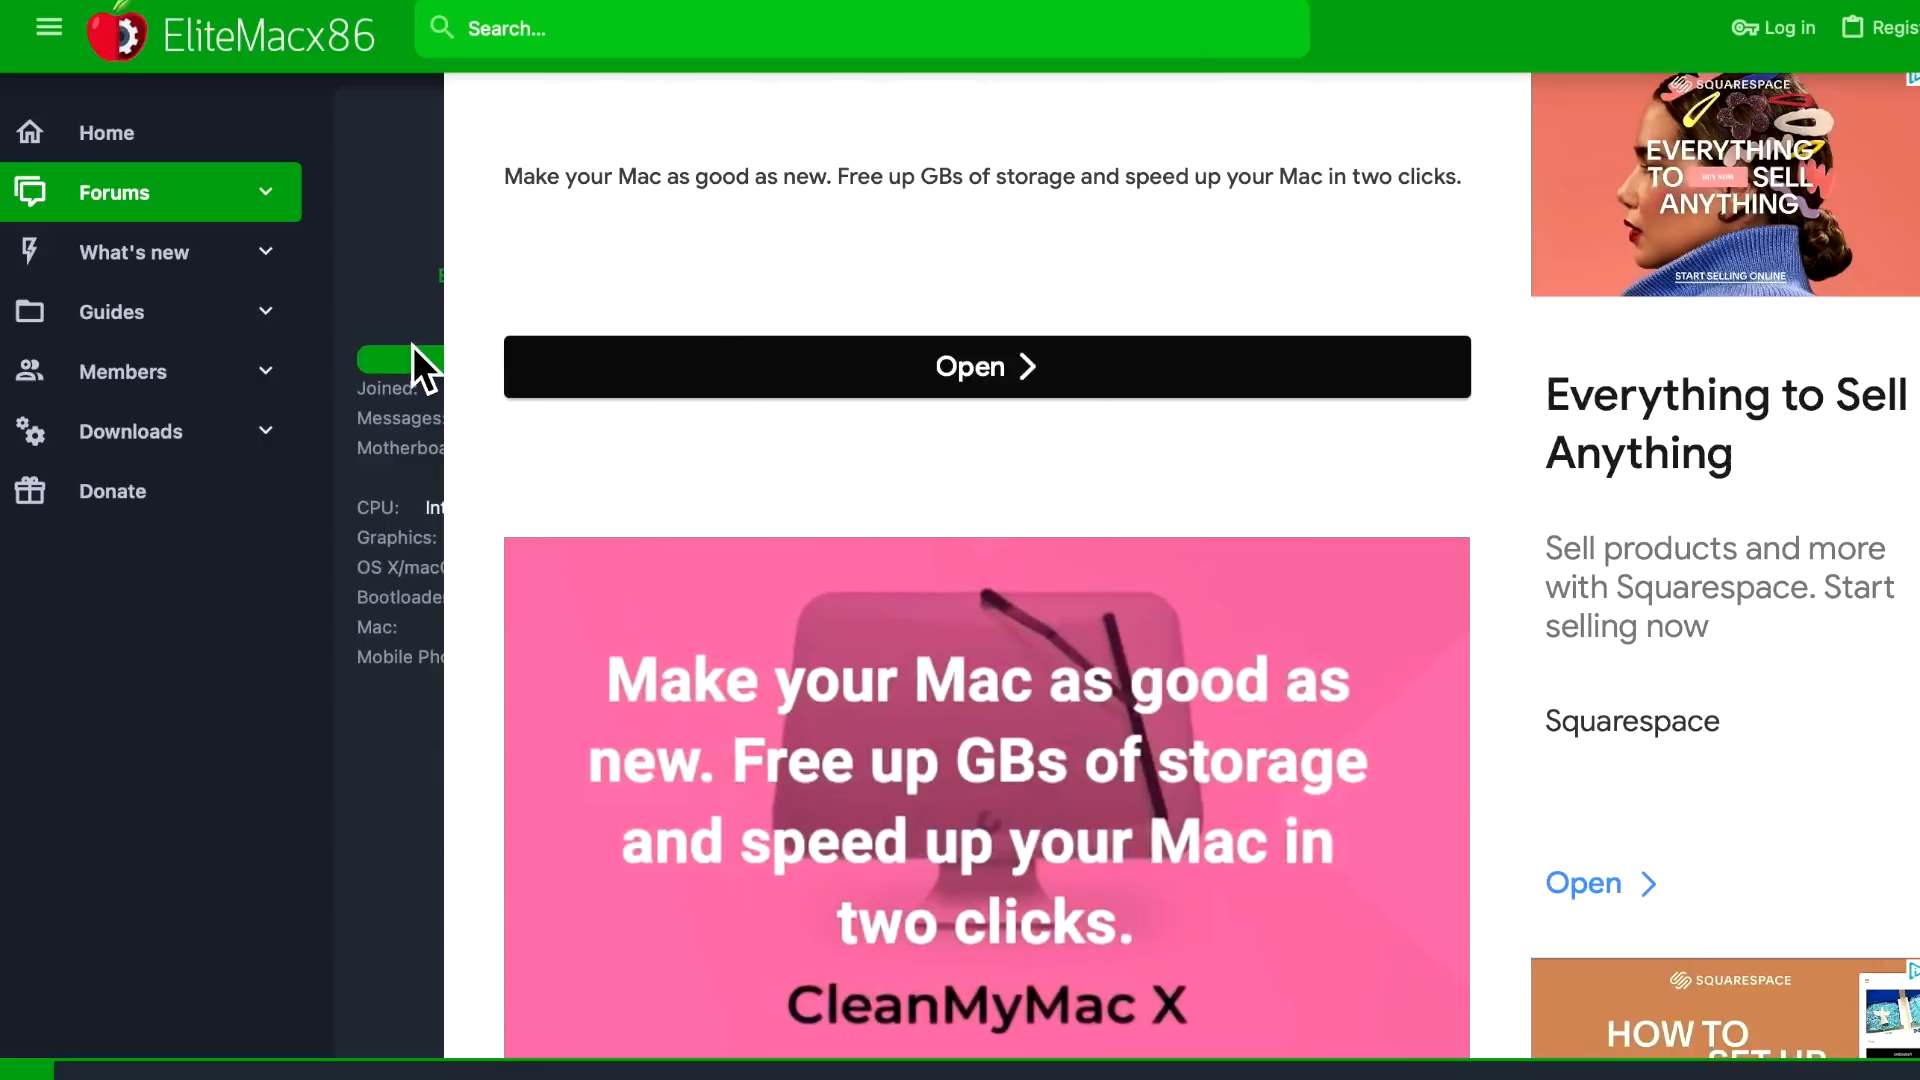 EliteMacx86
Search...
Log in
Home
Forums
What's new
Guides
Members
Downloads
Donate
Joined:
Messages:
CPU:
Graphics:
Mac:
Make your Mac as good as new. Free up GBs of storage and speed up your Mac in two clicks.
Open
Make your Mac as good as
new. Free up GBs of storage
and speed up your Mac in
two clicks.
CleanMyMac X
SQUARESPACE
EVERYTHING
TO SELL
BUY NOW
ANYTHING
START SELLING ONLINE
Everything to Sell
Anything
Sell products and more
with Squarespace. Start
selling now
Squarespace
Open
SQUARESPACE
HOW TO
SET UP